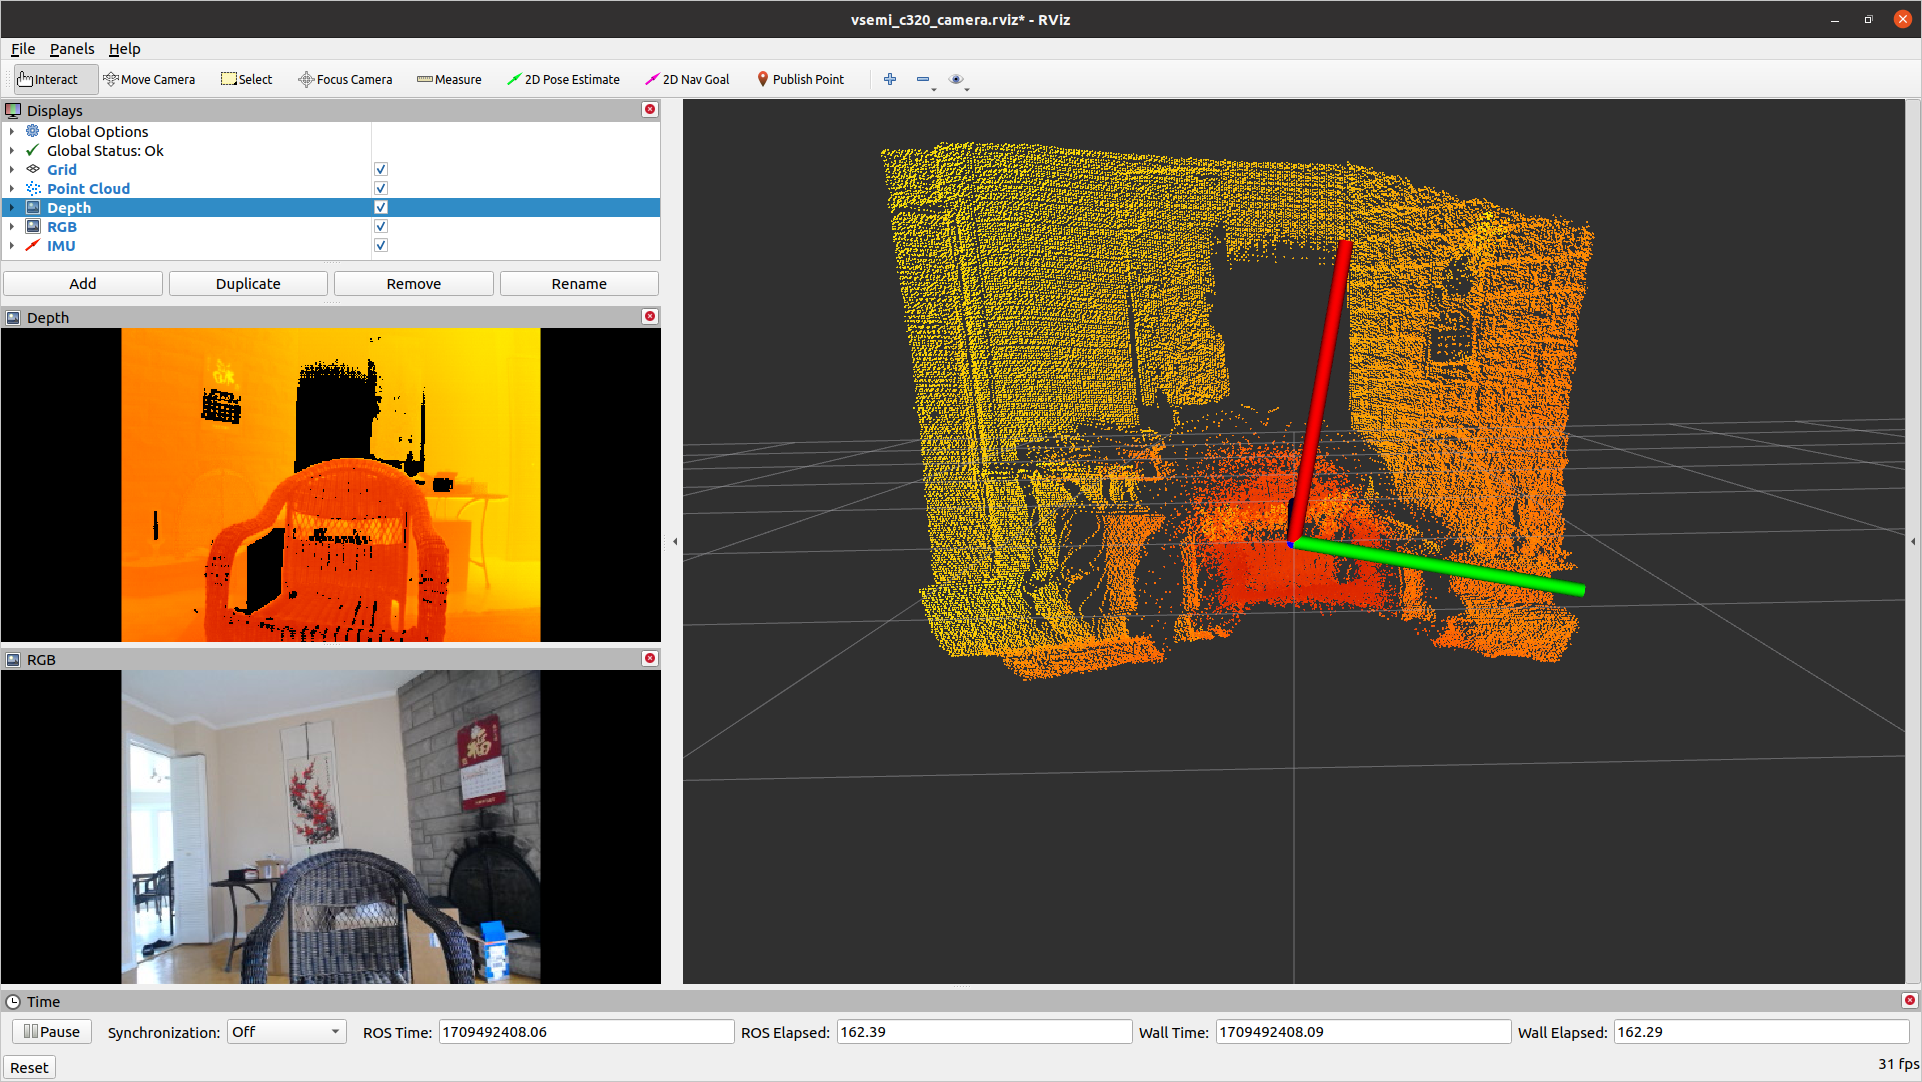 vsemi_c320_camera.rviz* - RViz
File Panels Help
Interact Move Camera Select Focus Camera Measure 2D Pose Estimate 2D Nav Goal Publish Point
Displays
Global Options
Global Status: Ok
Grid
Point Cloud
Depth
RGB
IMU
Add Duplicate Remove Rename
Depth
RGB
福
Time
Pause Synchronization: Off ROS Time: 1709492408.06 ROS Elapsed: 162.39 Wall Time: 1709492408.09 Wall Elapsed: 162.29
Reset 31 fps